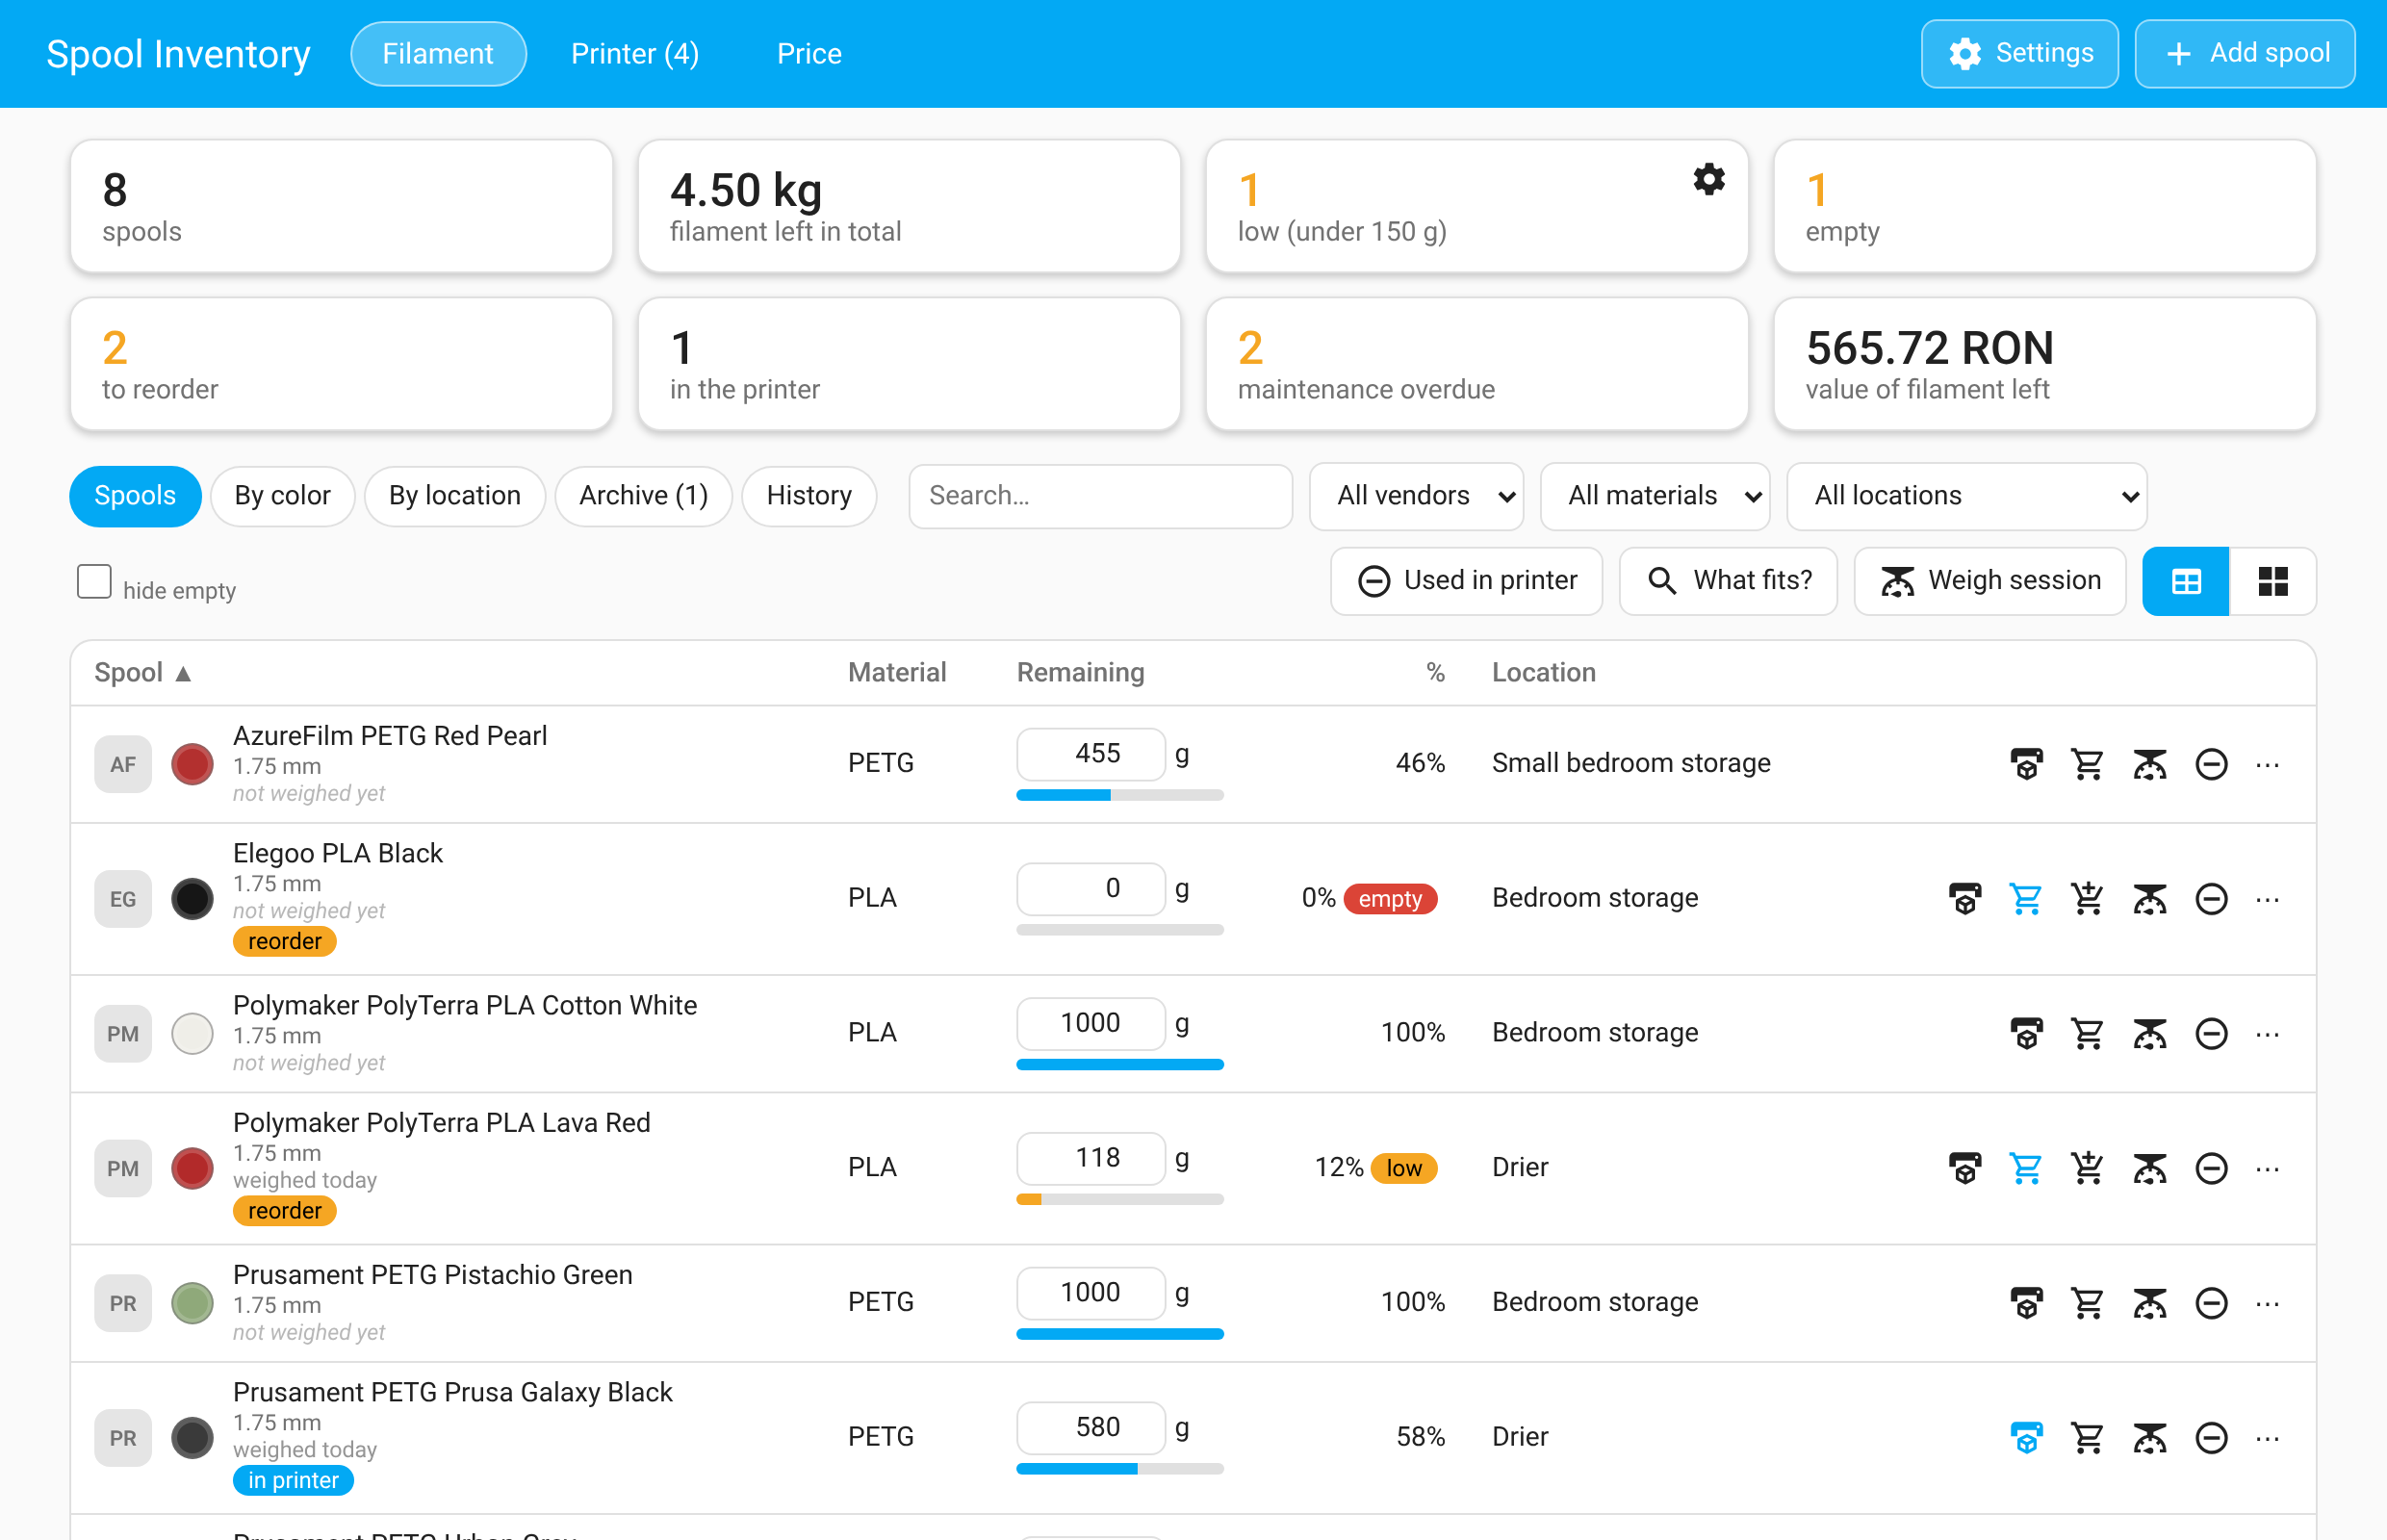 Spool Inventory Filament Printer (4) Price Settings Add spool
8
spools
4.50 kg
filament left in total
1
low (under 150 g)
1
empty
2
to reorder
1
in the printer
2
maintenance overdue
565.72 RON
value of filament left
Spools By color By location Archive (1) History Search... All vendors All materials All locations
hide empty Used in printer What fits? Weigh session
Spool ▲ Material Remaining % Location
AF AzureFilm PETG Red Pearl
1.75 mm
not weighed yet
PETG 455 g 46% Small bedroom storage ...
EG Elegoo PLA Black
1.75 mm
not weighed yet
reorder
PLA 0 g 0% empty Bedroom storage ...
PM Polymaker PolyTerra PLA Cotton White
1.75 mm
not weighed yet
PLA 1000 g 100% Bedroom storage ...
PM Polymaker PolyTerra PLA Lava Red
1.75 mm
weighed today
reorder
PLA 118 g 12% low Drier ...
PR Prusament PETG Pistachio Green
1.75 mm
not weighed yet
PETG 1000 g 100% Bedroom storage ...
PR Prusament PETG Prusa Galaxy Black
1.75 mm
weighed today
in printer
PETG 580 g 58% Drier ...